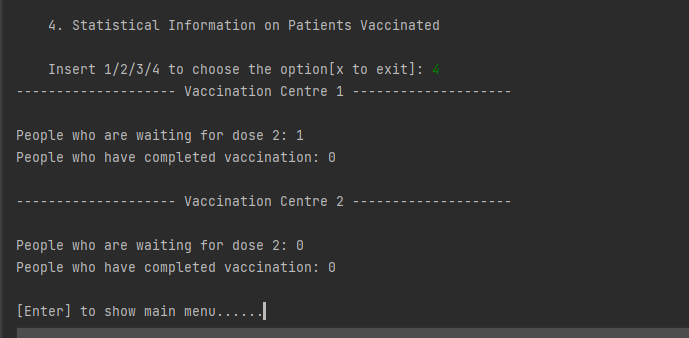 4. Statistical Information on Patients Vaccinated
Insert 1/2/3/4 to choose the option[x to exit]: 4
-------------------- Vaccination Centre 1 --------------------
People who are waiting for dose 2: 1
People who have completed vaccination: 0
-------------------- Vaccination Centre 2 --------------------
People who are waiting for dose 2: 0
People who have completed vaccination: 0
[Enter] to show main menu......